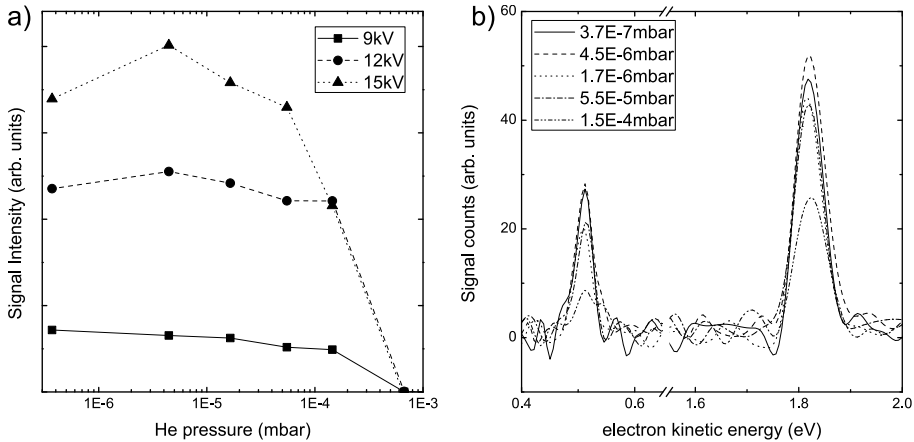 a)
9kV
12kV
15kV
Signal Intensity (arb. units)
1E-6 1E-5 1E-4 1E-3
He pressure (mbar)
b)
3.7E-7mbar
4.5E-6mbar
1.7E-6mbar
5.5E-5mbar
1.5E-4mbar
Signal counts (arb. units)
60
40
20
0
0.4 0.6 1.6 1.8 2.0
electron kinetic energy (eV)